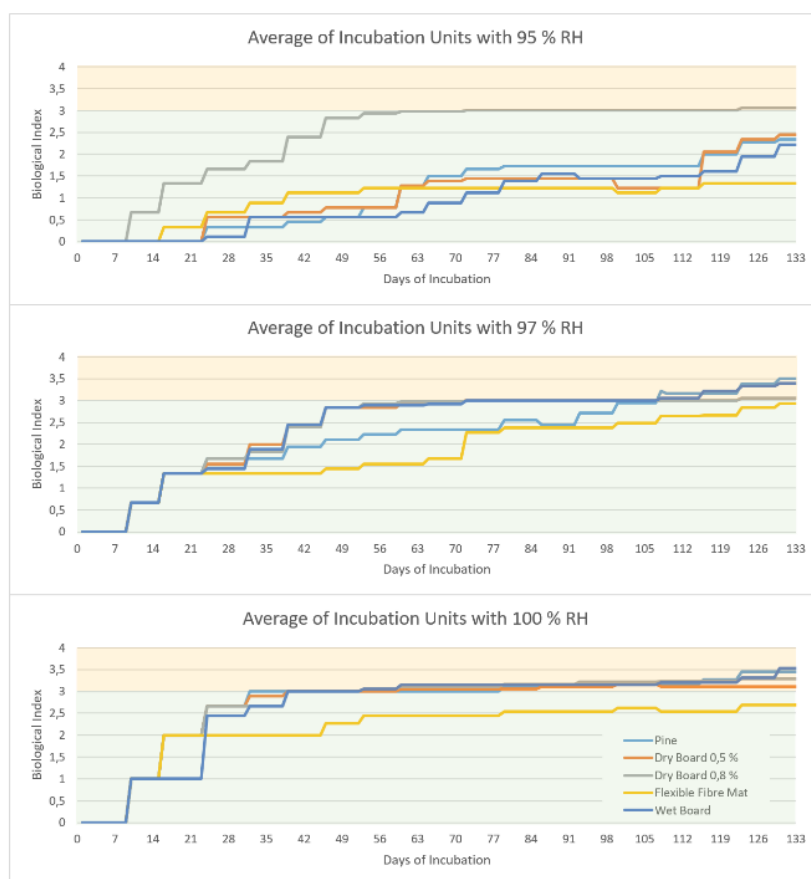 Average of Incubation Units with 95 % RH
4
3,5
3
2,5
2
1,5
1
0,5
0
Biological Index
0 7 14 21 28 35 42 49 56 63 70 77 84 91 98 105 112 119 126 133
Days of Incubation
Average of Incubation Units with 97 % RH
4
3,5
3
2,5
2
1,5
1
0,5
0
Biological Index
0 7 14 21 28 35 42 49 56 63 70 77 84 91 98 105 112 119 126 133
Days of Incubation
Average of Incubation Units with 100 % RH
4
3,5
3
2,5
2
1,5
1
0,5
0
Biological Index
Pine
Dry Board 0,5 %
Dry Board 0,8 %
Flexible Fibre Mat
Wet Board
0 7 14 21 28 35 42 49 56 63 70 77 84 91 98 105 112 119 126 133
Days of Incubation